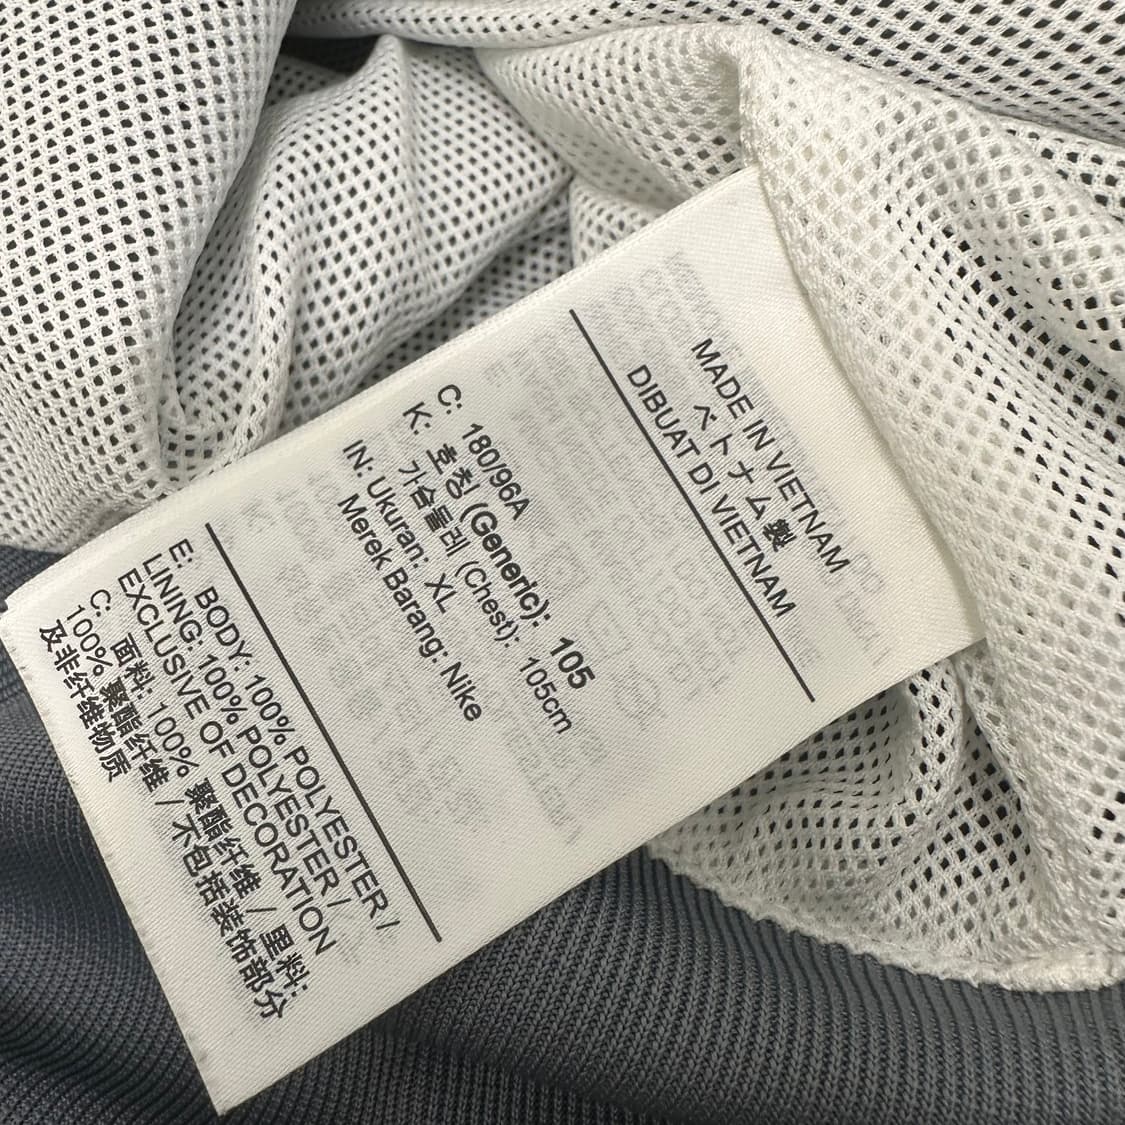 MADE IN VIETNAM
ベトナム製
DIBUAT DI VIETNAM
C: 180/96A
K: 호칭 (Generic): 105
가슴둘레 (Chest): 105cm
IN: Ukuran: XL
Merek Barang: Nike
E: BODY: 100% POLYESTER /
LINING: 100% POLYESTER /
EXCLUSIVE OF DECORATION
C: 面料: 100% 聚酯纤维 / 里料:
100% 聚酯纤维 / 不包括装饰部分
及非纤维物质